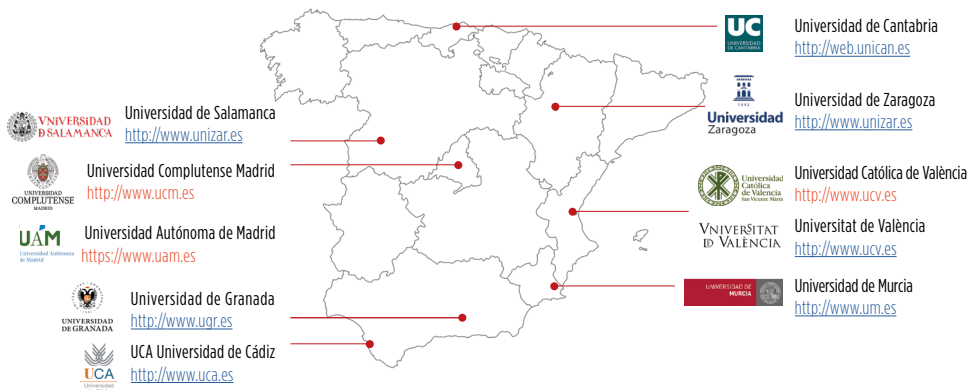 VNiVERSiDAD
D SALAMANCA
Universidad de Salamanca
http://www.unizar.es
UNIVERSIDAD
COMPLUTENSE
MADRID
Universidad Complutense Madrid
http://www.ucm.es
UAM
Universidad Autónoma
de Madrid
Universidad Autónoma de Madrid
https://www.uam.es
UNIVERSIDAD
DE GRANADA
Universidad de Granada
http://www.ugr.es
UCA
Universidad
UCA Universidad de Cádiz
http://www.uca.es
UC
UNIVERSIDAD
DE CANTABRIA
Universidad de Cantabria
http://web.unican.es
1542
Universidad
Zaragoza
Universidad de Zaragoza
http://www.unizar.es
Universidad
Católica
de Valencia
San Vicente Mártir
Universidad Católica de València
http://www.ucv.es
VNIVERSITAT
D VALÈNCIA
Universitat de València
http://www.ucv.es
UNIVERSIDAD DE
MURCIA
Universidad de Murcia
http://www.um.es